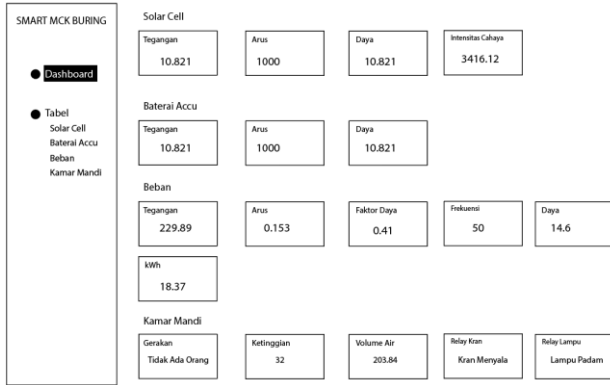 SMART MCK BURING
Dashboard
Tabel
Solar Cell
Baterai Accu
Beban
Kamar Mandi
Solar Cell
Tegangan
10.821
Arus
1000
Daya
10.821
Intensitas Cahaya
3416.12
Baterai Accu
Tegangan
10.821
Arus
1000
Daya
10.821
Beban
Tegangan
229.89
Arus
0.153
Faktor Daya
0.41
Frekuensi
50
Daya
14.6
kWh
18.37
Kamar Mandi
Gerakan
Tidak Ada Orang
Ketinggian
32
Volume Air
203.84
Relay Kran
Kran Menyala
Relay Lampu
Lampu Padam